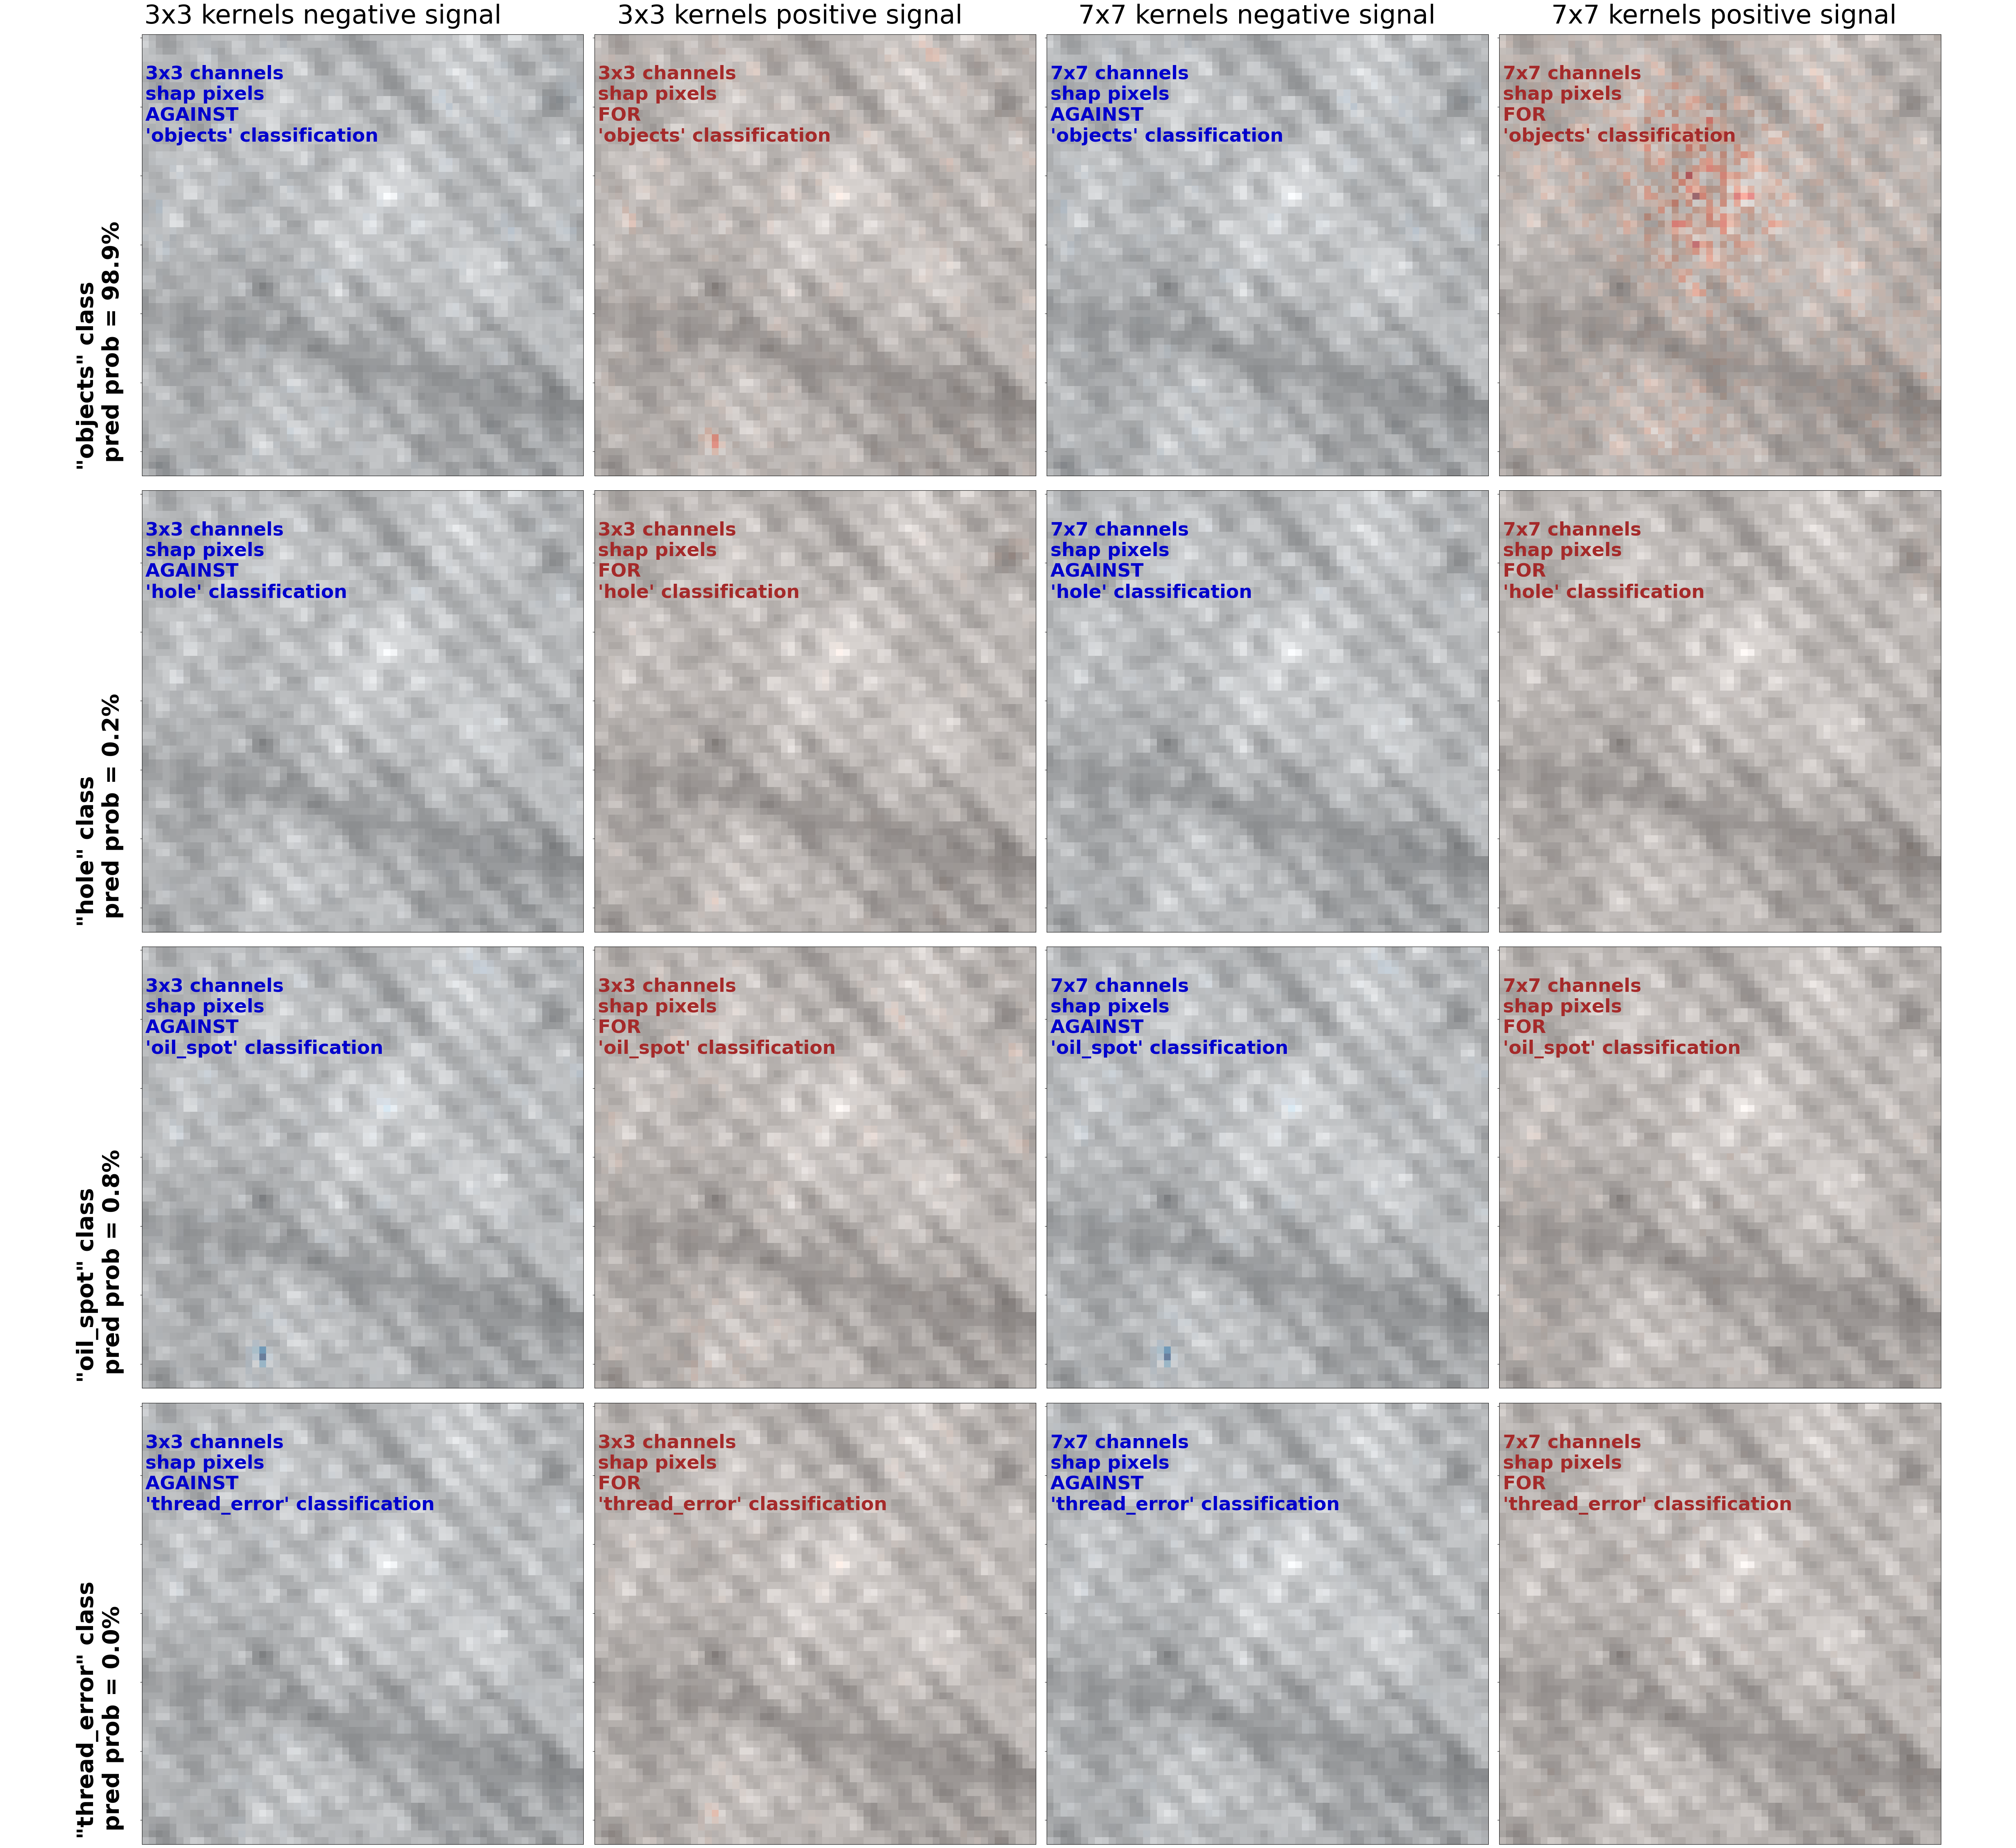 3x3 kernels negative signal
3x3 kernels positive signal
7x7 kernels negative signal
7x7 kernels positive signal
"objects" class
pred prob = 98.9%
3x3 channels
shap pixels
AGAINST
'objects' classification
3x3 channels
shap pixels
FOR
'objects' classification
7x7 channels
shap pixels
AGAINST
'objects' classification
7x7 channels
shap pixels
FOR
'objects' classification
"hole" class
pred prob = 0.2%
3x3 channels
shap pixels
AGAINST
'hole' classification
3x3 channels
shap pixels
FOR
'hole' classification
7x7 channels
shap pixels
AGAINST
'hole' classification
7x7 channels
shap pixels
FOR
'hole' classification
"oil_spot" class
pred prob = 0.8%
3x3 channels
shap pixels
AGAINST
'oil_spot' classification
3x3 channels
shap pixels
FOR
'oil_spot' classification
7x7 channels
shap pixels
AGAINST
'oil_spot' classification
7x7 channels
shap pixels
FOR
'oil_spot' classification
"thread_error" class
pred prob = 0.0%
3x3 channels
shap pixels
AGAINST
'thread_error' classification
3x3 channels
shap pixels
FOR
'thread_error' classification
7x7 channels
shap pixels
AGAINST
'thread_error' classification
7x7 channels
shap pixels
FOR
'thread_error' classification